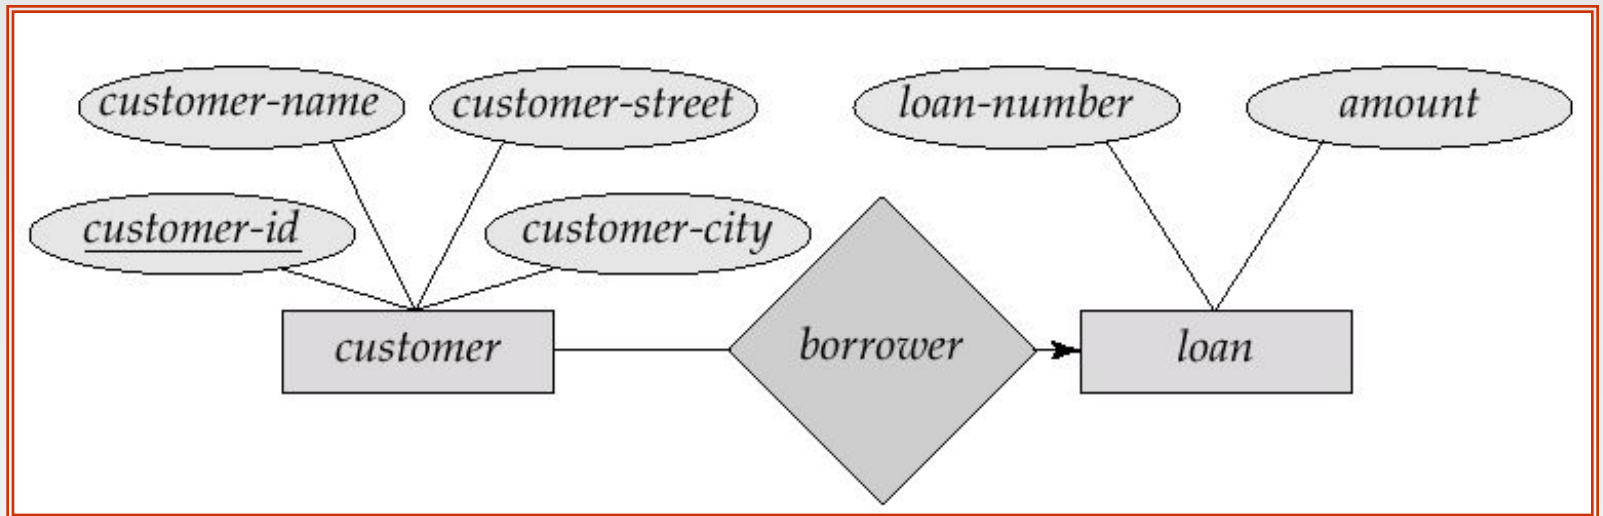 customer-name
customer-street
loan-number
amount
customer-id
customer-city
customer
borrower
loan